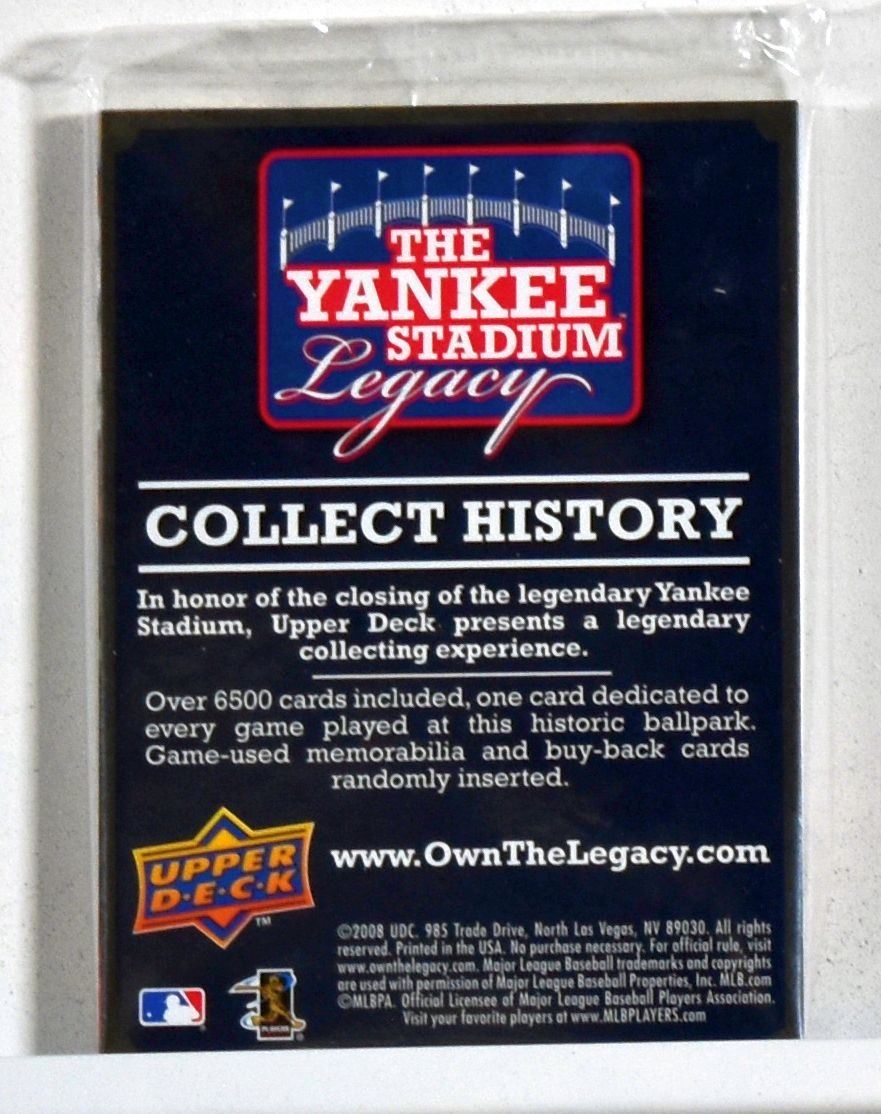 THE
YANKEE
STADIUM
Legacy
COLLECT HISTORY
In honor of the closing of the legendary Yankee
Stadium, Upper Deck presents a legendary
collecting experience.
Over 6500 cards included, one card dedicated to
every game played at this historic ballpark.
Game-used memorabilia and buy-back cards
randomly inserted.
UPPER
D·E·C·K
TM
www.OwnTheLegacy.com
©2008 UDC. 985 Trade Drive, North Las Vegas, NV 89030. All rights
reserved. Printed in the USA. No purchase necessary. For official rule, visit
www.ownthelegacy.com. Major League Baseball trademarks and copyrights
are used with permission of Major League Baseball Properties, Inc. MLB.com
©MLBPA. Official Licensee of Major League Baseball Players Association.
Visit your favorite players at www.MLBPLAYERS.com